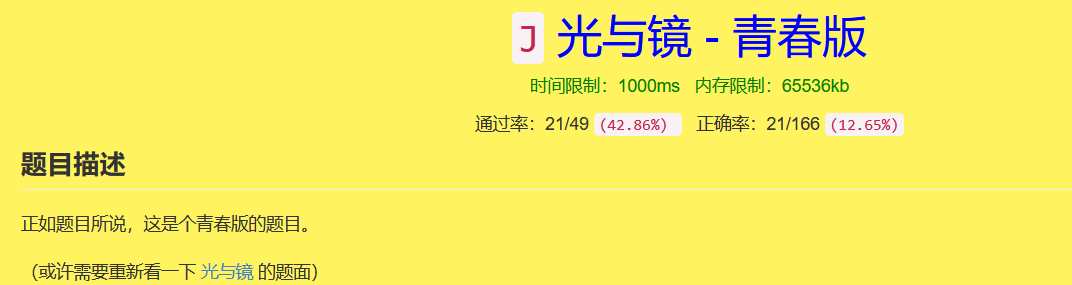 J 光与镜 - 青春版
时间限制：1000ms 内存限制：65536kb
通过率：21/49 (42.86%) 正确率：21/166 (12.65%)
题目描述
正如题目所说，这是个青春版的题目。
（或许需要重新看一下 光与镜 的题面）